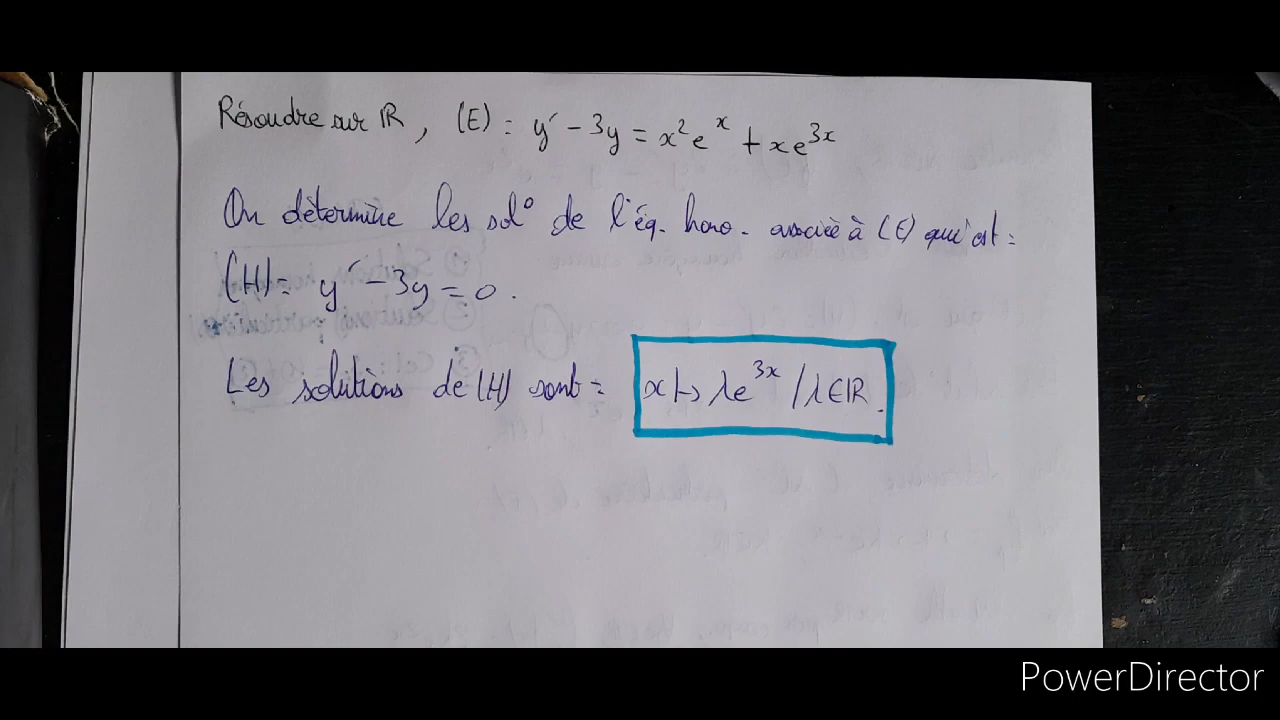 Résoudre sur ℝ, (E) : y' - 3y = x²eˣ + xe³ˣ
On détermine les sol° de l'éq. homo. associée à (E) qui est :
(H) : y' - 3y = 0.
Les solutions de (H) sont : x ↦ λe³ˣ / λ∈ℝ.
PowerDirector